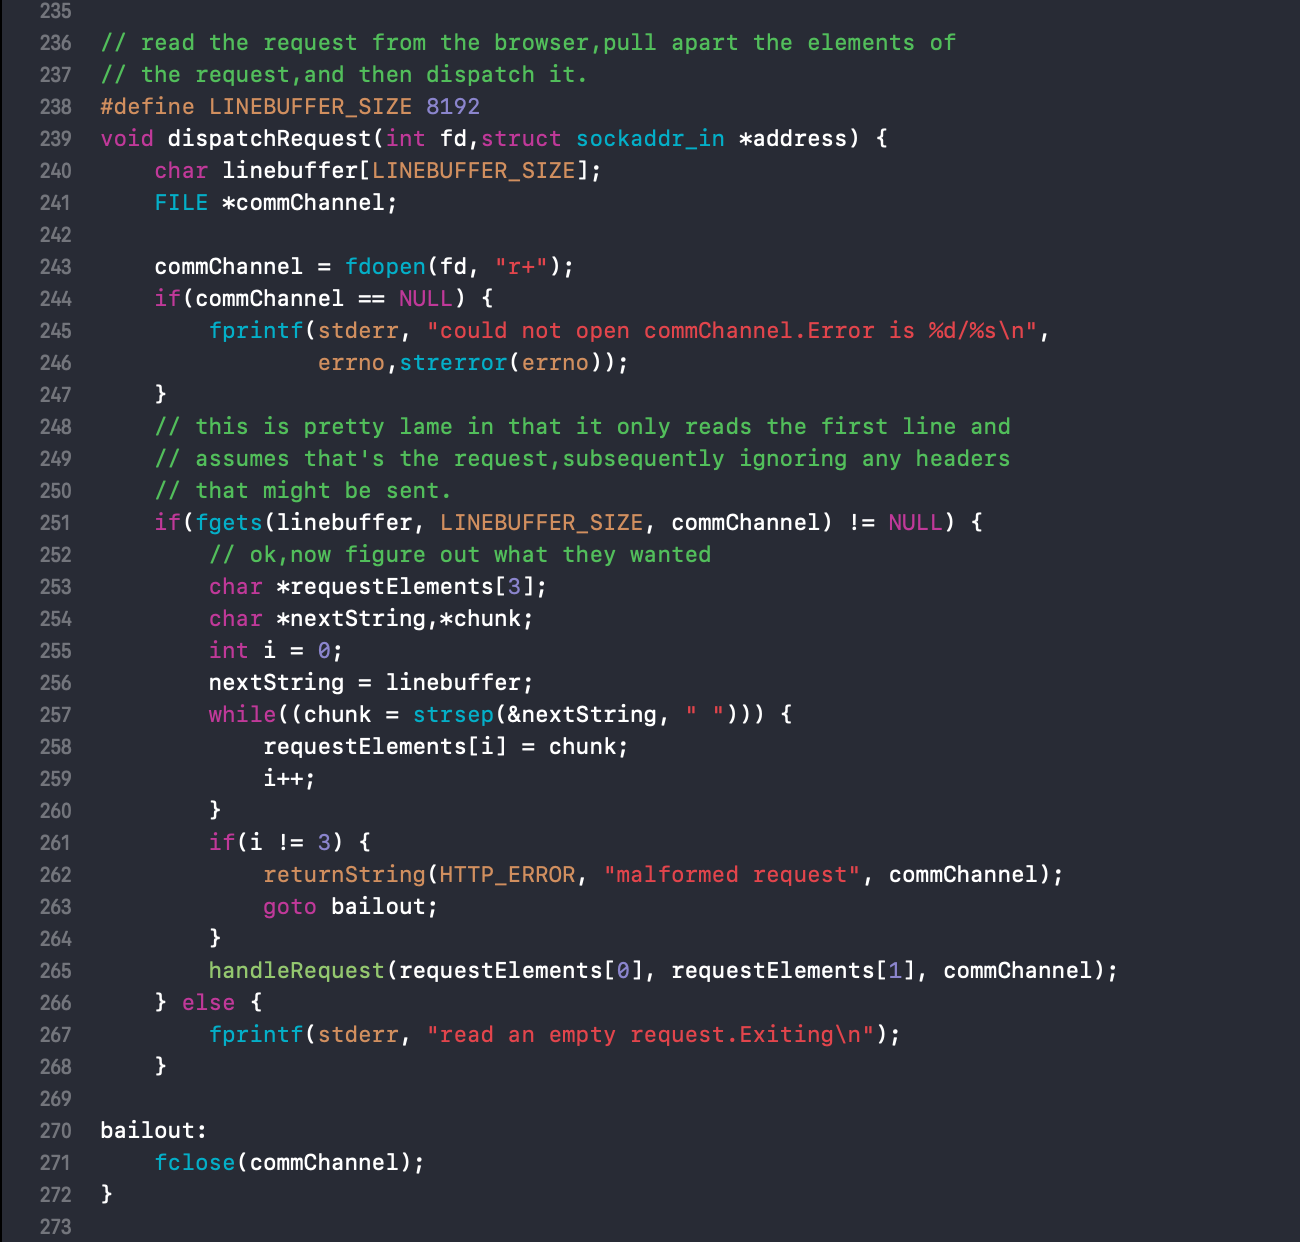 235
236 // read the request from the browser,pull apart the elements of
237 // the request,and then dispatch it.
238 #define LINEBUFFER_SIZE 8192
239 void dispatchRequest(int fd,struct sockaddr_in *address) {
240     char linebuffer[LINEBUFFER_SIZE];
241     FILE *commChannel;
242
243     commChannel = fdopen(fd, "r+");
244     if(commChannel == NULL) {
245         fprintf(stderr, "could not open commChannel.Error is %d/%s\n",
246                 errno,strerror(errno));
247     }
248     // this is pretty lame in that it only reads the first line and
249     // assumes that's the request,subsequently ignoring any headers
250     // that might be sent.
251     if(fgets(linebuffer, LINEBUFFER_SIZE, commChannel) != NULL) {
252         // ok,now figure out what they wanted
253         char *requestElements[3];
254         char *nextString,*chunk;
255         int i = 0;
256         nextString = linebuffer;
257         while((chunk = strsep(&nextString, " "))) {
258             requestElements[i] = chunk;
259             i++;
260         }
261         if(i != 3) {
262             returnString(HTTP_ERROR, "malformed request", commChannel);
263             goto bailout;
264         }
265         handleRequest(requestElements[0], requestElements[1], commChannel);
266     } else {
267         fprintf(stderr, "read an empty request.Exiting\n");
268     }
269
270 bailout:
271     fclose(commChannel);
272 }
273